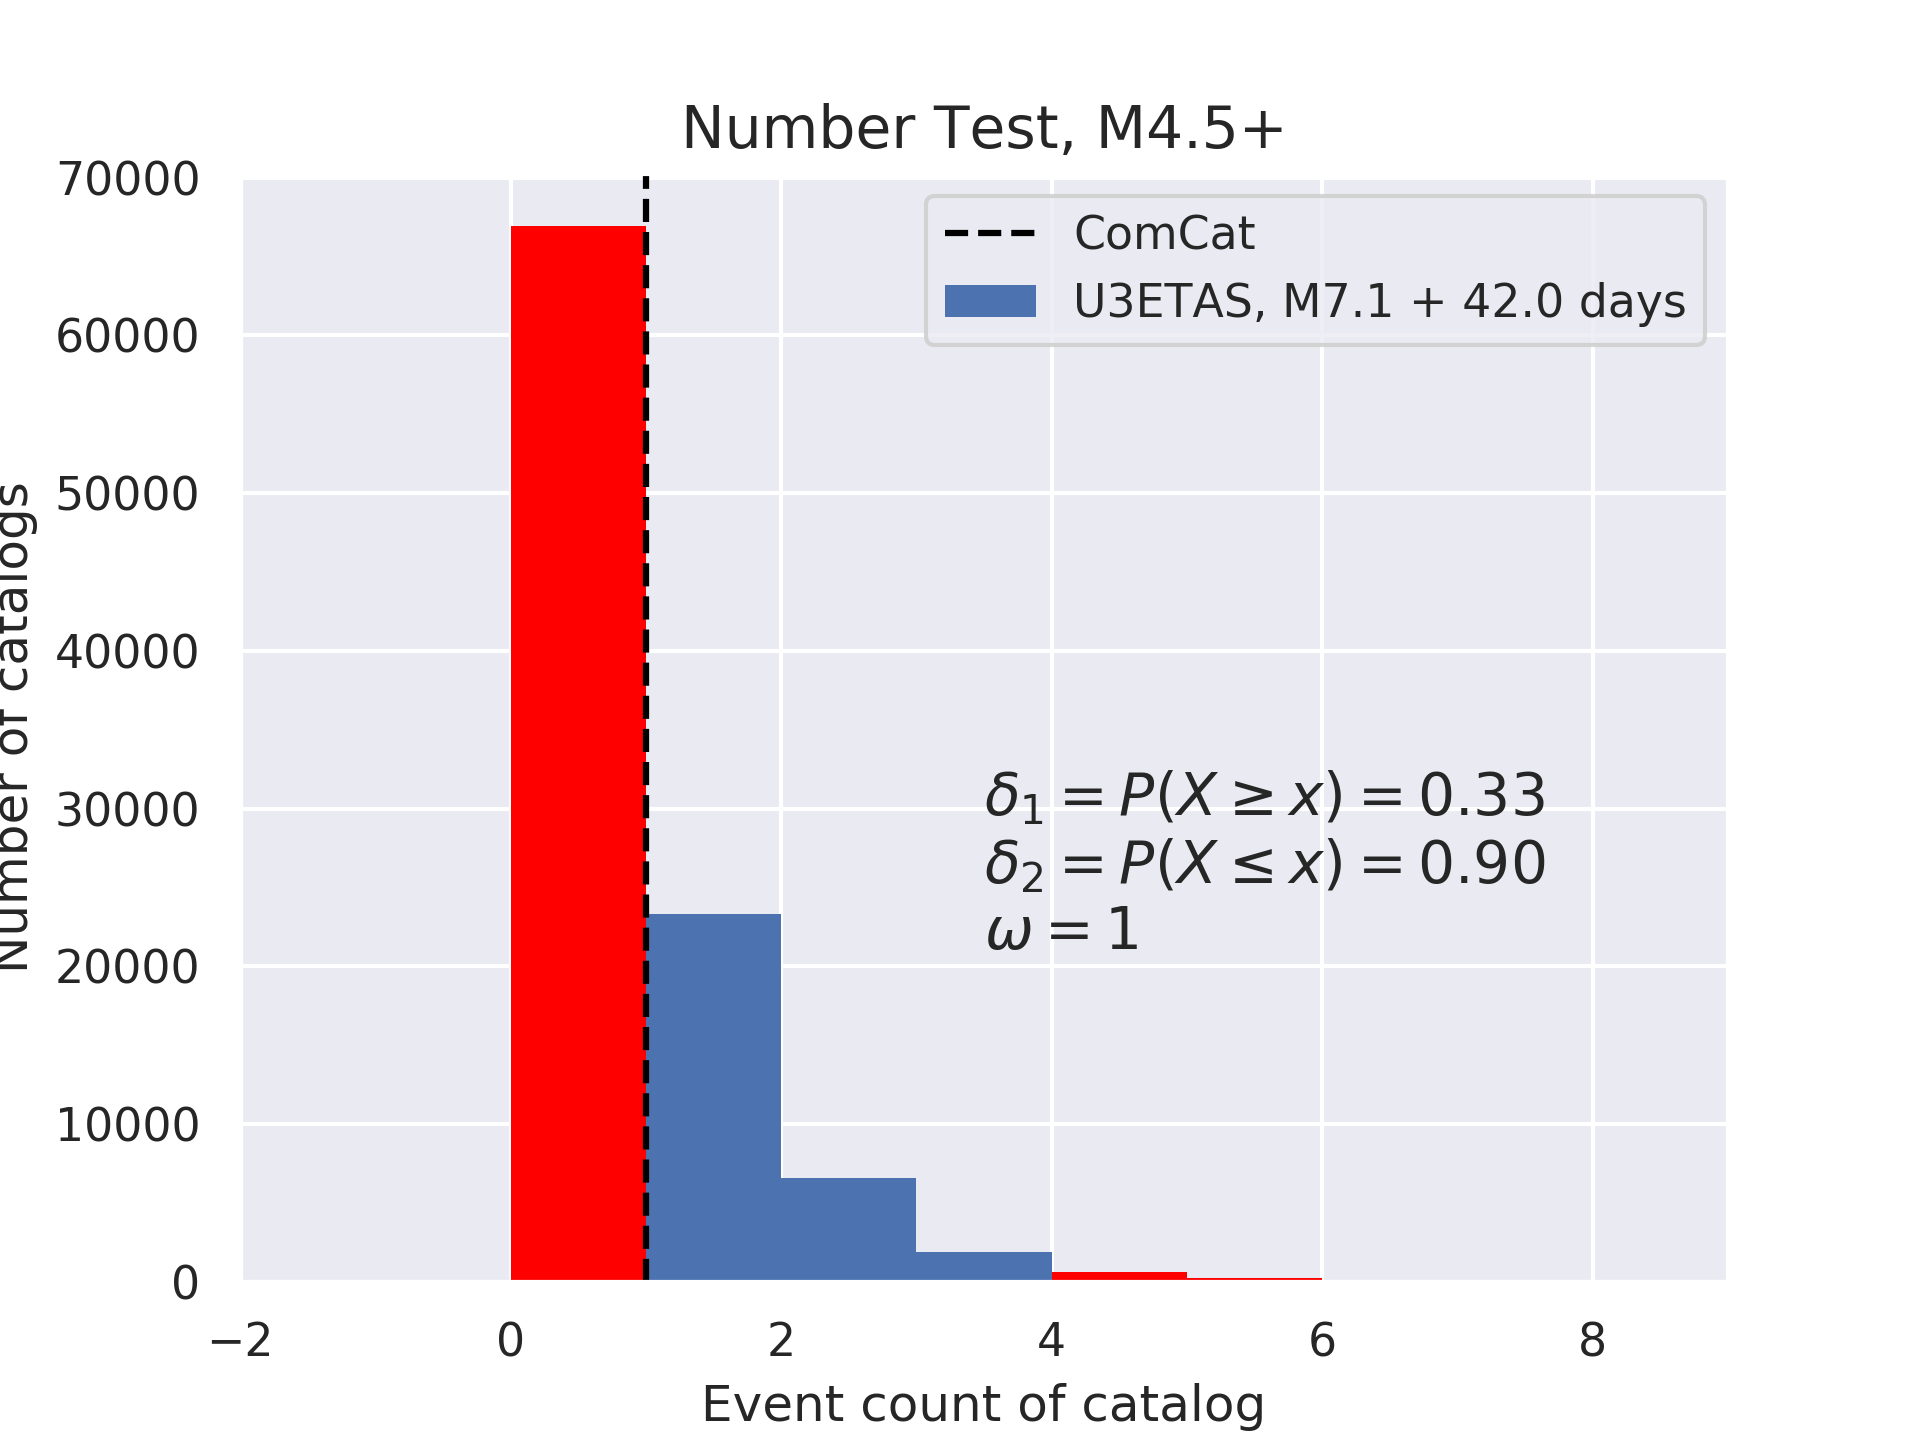 Number Test, M4.5+
70000
60000
50000
40000
30000
20000
10000
0
Number of catalogs
ComCat
U3ETAS, M7.1 + 42.0 days
δ₁ = P(X ≥ x) = 0.33
δ₂ = P(X ≤ x) = 0.90
ω = 1
−2 0 2 4 6 8
Event count of catalog